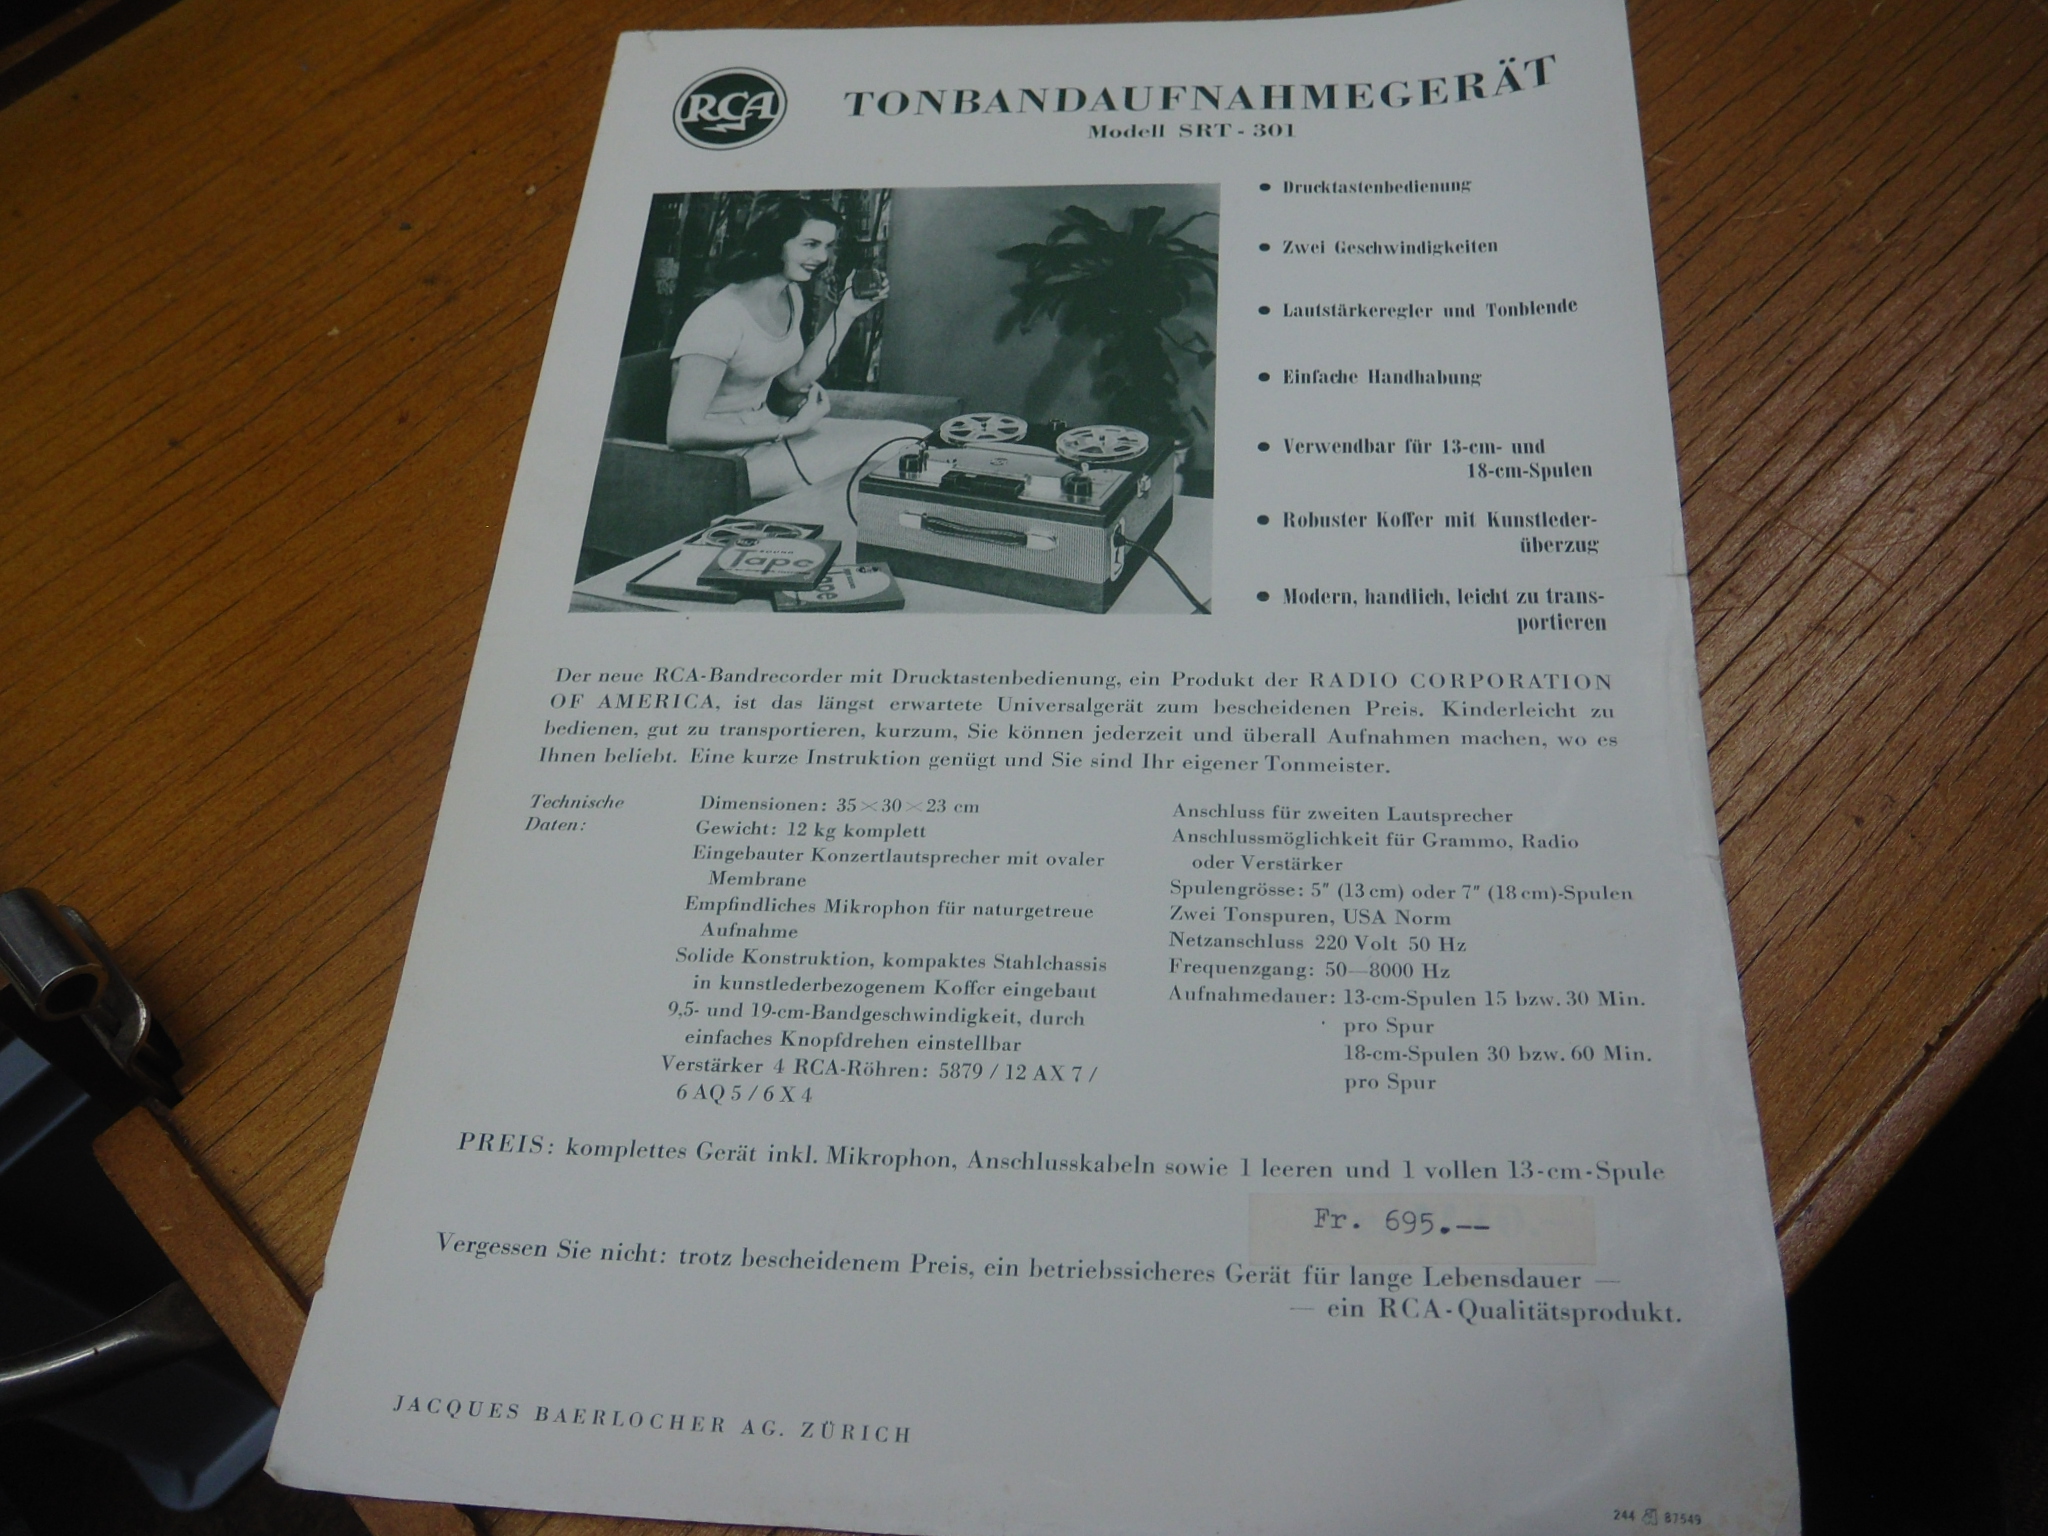 RCA
TONBANDAUFNAHMEGERÄT
Modell SRT - 301
● Drucktastenbedienung
● Zwei Geschwindigkeiten
● Lautstärkeregler und Tonblende
● Einfache Handhabung
● Verwendbar für 13-cm- und
18-cm-Spulen
● Robuster Koffer mit Kunstleder-
überzug
● Modern, handlich, leicht zu trans-
portieren
Tape
Der neue RCA-Bandrecorder mit Drucktastenbedienung, ein Produkt der RADIO CORPORATION
OF AMERICA, ist das längst erwartete Universalgerät zum bescheidenen Preis. Kinderleicht zu
bedienen, gut zu transportieren, kurzum, Sie können jederzeit und überall Aufnahmen machen, wo es
Ihnen beliebt. Eine kurze Instruktion genügt und Sie sind Ihr eigener Tonmeister.
Technische
Daten:
Dimensionen: 35×30×23 cm
Gewicht: 12 kg komplett
Eingebauter Konzertlautsprecher mit ovaler
Membrane
Empfindliches Mikrophon für naturgetreue
Aufnahme
Solide Konstruktion, kompaktes Stahlchassis
in kunstlederbezogenem Koffer eingebaut
9,5- und 19-cm-Bandgeschwindigkeit, durch
einfaches Knopfdrehen einstellbar
Verstärker 4 RCA-Röhren: 5879 / 12 AX 7 /
6 AQ 5 / 6 X 4
Anschluss für zweiten Lautsprecher
Anschlussmöglichkeit für Grammo, Radio
oder Verstärker
Spulengrösse: 5″ (13 cm) oder 7″ (18 cm)-Spulen
Zwei Tonspuren, USA Norm
Netzanschluss 220 Volt 50 Hz
Frequenzgang: 50—8000 Hz
Aufnahmedauer: 13-cm-Spulen 15 bzw. 30 Min.
pro Spur
18-cm-Spulen 30 bzw. 60 Min.
pro Spur
PREIS: komplettes Gerät inkl. Mikrophon, Anschlusskabeln sowie 1 leeren und 1 vollen 13-cm-Spule
Fr. 695.--
Vergessen Sie nicht: trotz bescheidenem Preis, ein betriebssicheres Gerät für lange Lebensdauer —
— ein RCA-Qualitätsprodukt.
JACQUES BAERLOCHER AG. ZÜRICH
244 87549